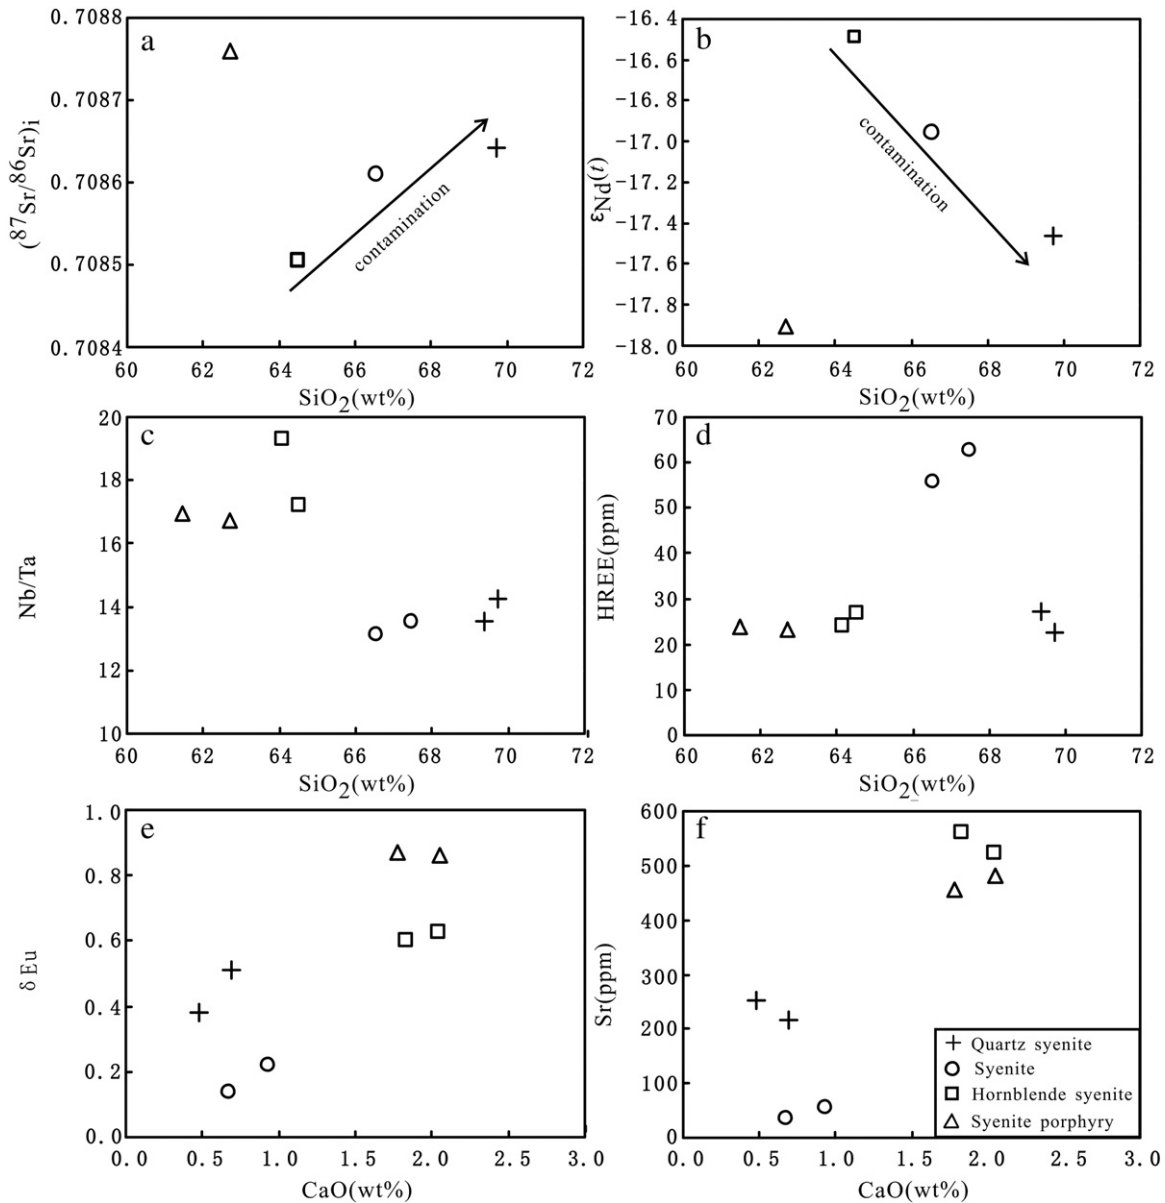 a
0.7088
0.7087
0.7086
0.7085
0.7084
(87Sr/86Sr)i
contamination
60 62 64 66 68 70 72
SiO2(wt%)
b
-16.4
-16.6
-16.8
-17.0
-17.2
-17.4
-17.6
-17.8
-18.0
εNd(t)
contamination
60 62 64 66 68 70 72
SiO2(wt%)
c
20
18
16
14
12
10
Nb/Ta
60 62 64 66 68 70 72
SiO2(wt%)
d
70
60
50
40
30
20
10
0
HREE(ppm)
60 62 64 66 68 70 72
SiO2(wt%)
e
1.0
0.8
0.6
0.4
0.2
0.0
δEu
0.0 0.5 1.0 1.5 2.0 2.5 3.0
CaO(wt%)
f
600
500
400
300
200
100
0
Sr(ppm)
Quartz syenite
Syenite
Hornblende syenite
Syenite porphyry
0.0 0.5 1.0 1.5 2.0 2.5 3.0
CaO(wt%)